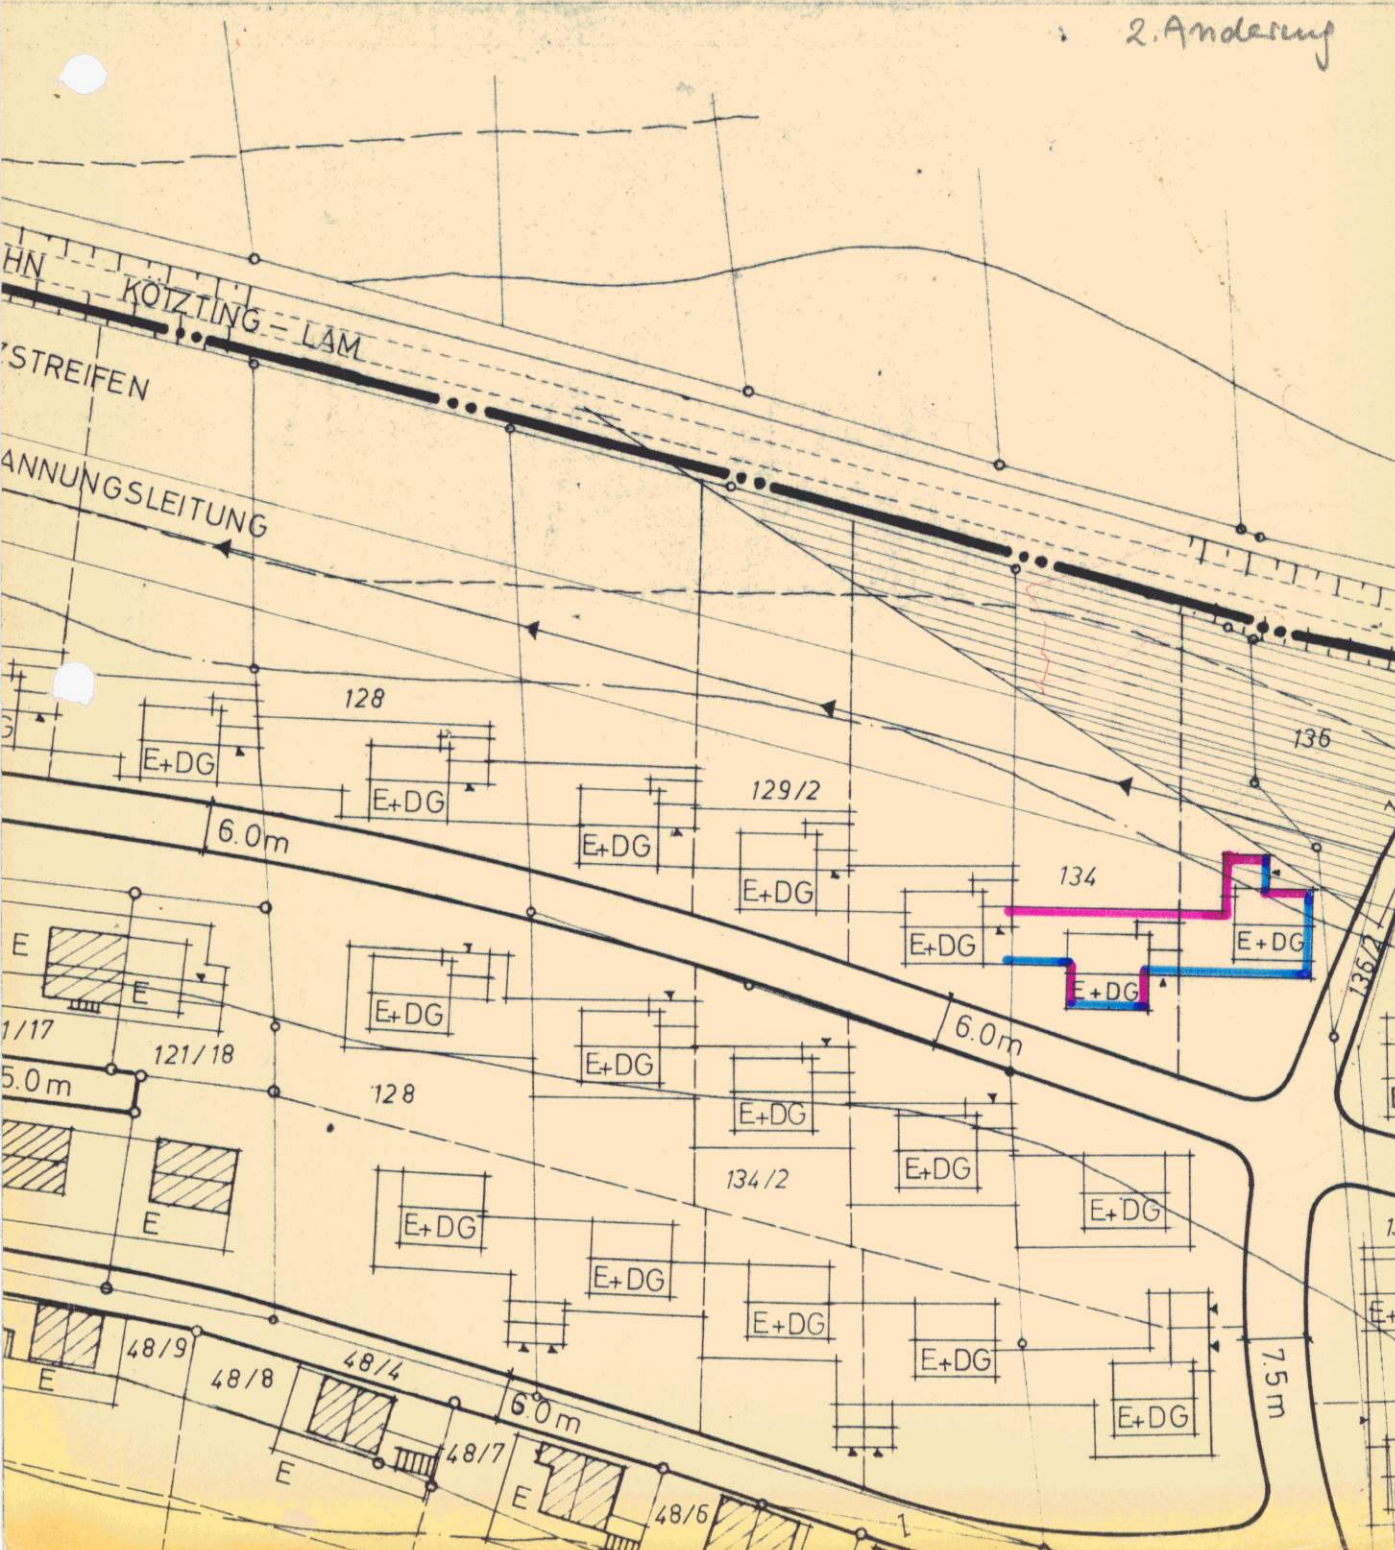 2. Änderung
HN
KÖTZTING – LAM
STREIFEN
ANNUNGSLEITUNG
128
136
E+DG
E+DG
129/2
6.0m
E+DG
E+DG
134
E+DG
E+DG
E+DG
E
E
136/2
1/17
121/18
E+DG
6.0m
5.0m
E+DG
128
E+DG
E+DG
134/2
E+DG
E
E+DG
E+DG
E+DG
E+DG
48/9
48/4
7.5m
E
48/8
6.0m
E+DG
48/7
E
E
48/6
1